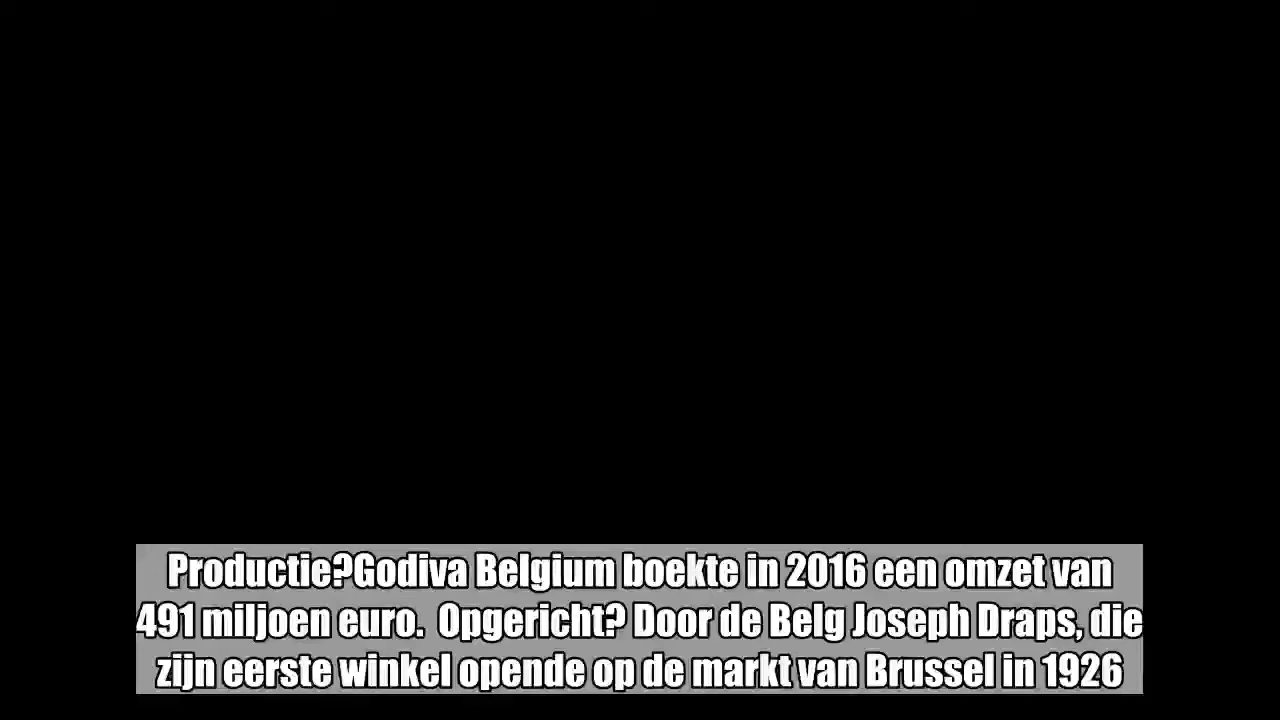 Productie?Godiva Belgium boekte in 2016 een omzet van
491 miljoen euro.  Opgericht? Door de Belg Joseph Draps, die
zijn eerste winkel opende op de markt van Brussel in 1926